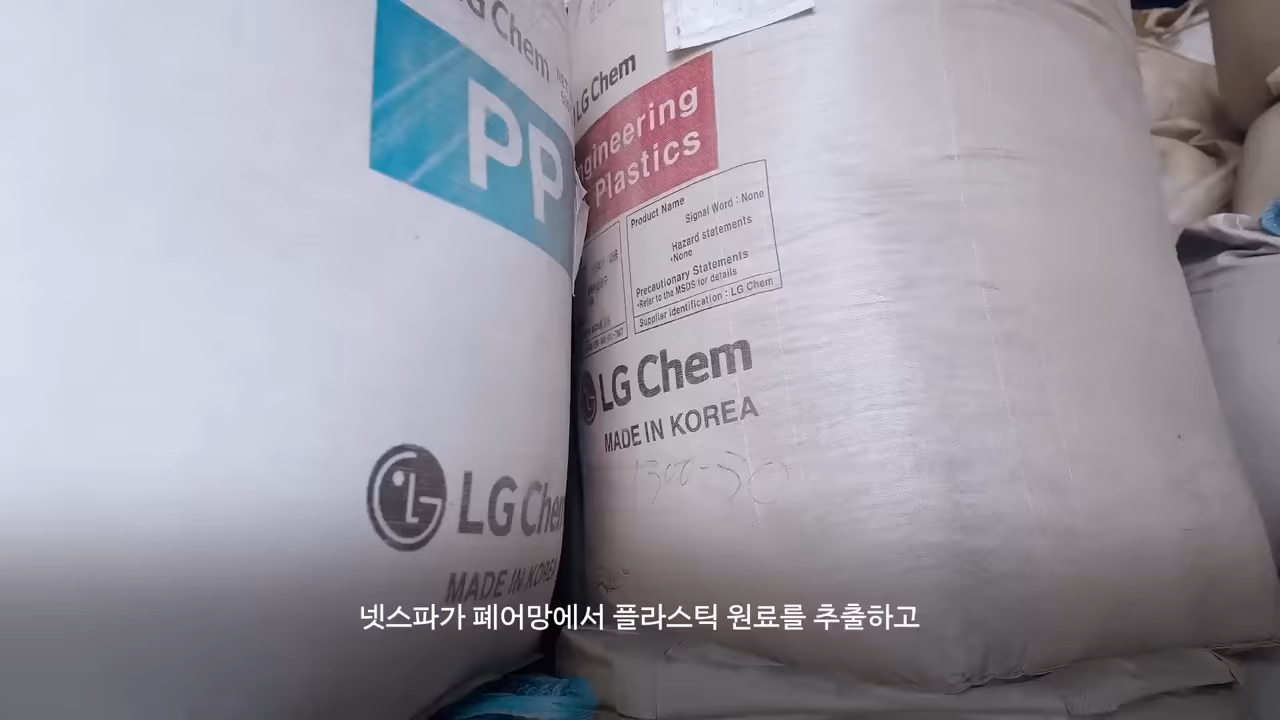 LG Chem
PP
LG Chem
MADE IN KOREA
LG Chem
Plastics
Product Name
Signal Word : None
Hazard statements
•None
Precautionary Statements
•Refer to the MSDS for details
Supplier identification : LG Chem
LG Chem
MADE IN KOREA
넷스파가 폐어망에서 플라스틱 원료를 추출하고